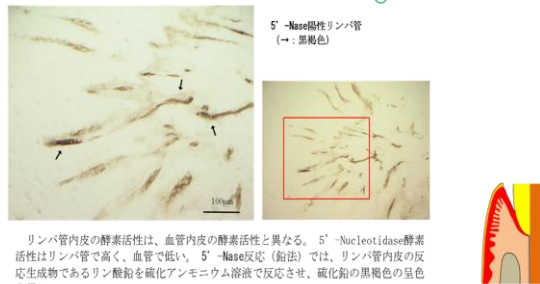 5’-Nase陽性リンパ管
(→：黒褐色)
100μm
リンパ管内皮の酵素活性は、血管内皮の酵素活性と異なる。 5’-Nucleotidase酵素
活性はリンパ管で高く、血管で低い。 5’-Nase反応（鉛法）では、リンパ管内皮の反
応生成物であるリン酸鉛を硫化アンモニウム溶液で反応させ、硫化鉛の黒褐色の呈色